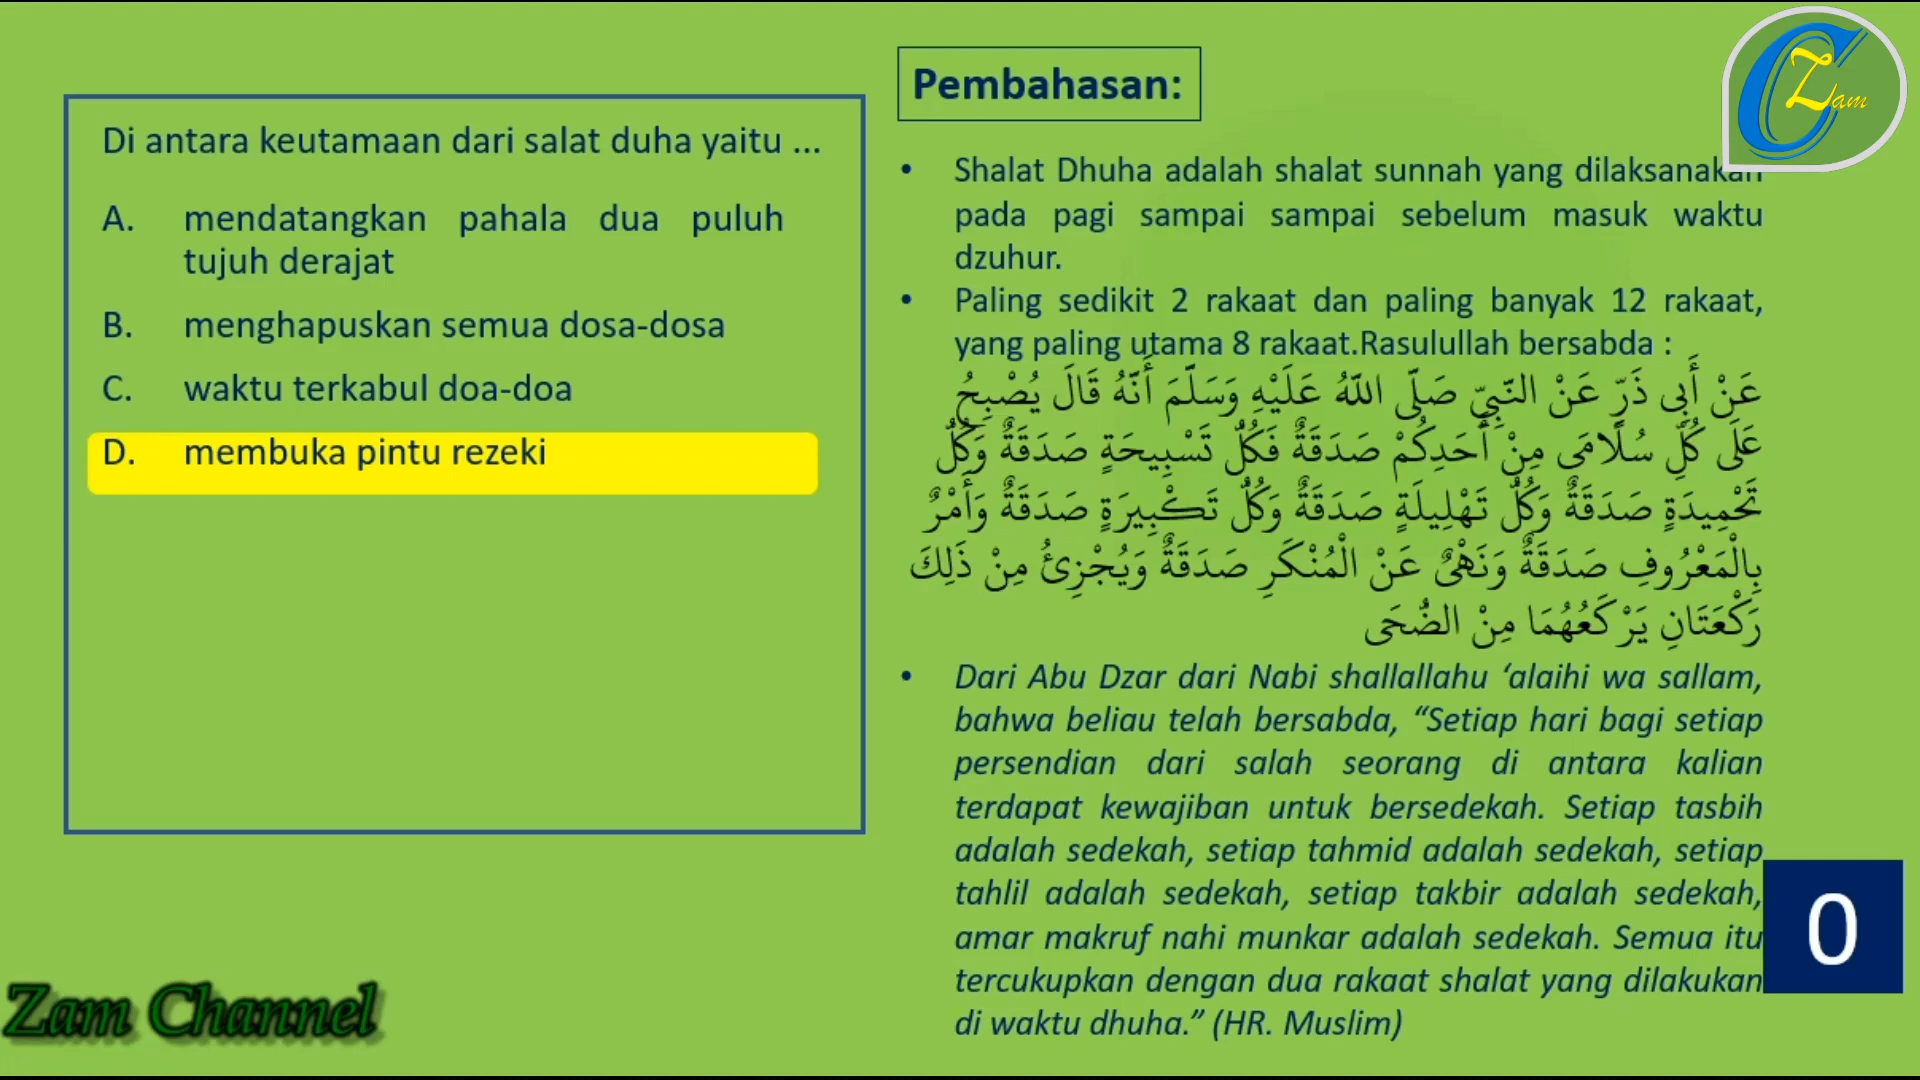 Di antara keutamaan dari salat duha yaitu ...
A. mendatangkan pahala dua puluh
tujuh derajat
B. menghapuskan semua dosa-dosa
C. waktu terkabul doa-doa
D. membuka pintu rezeki
Pembahasan:
• Shalat Dhuha adalah shalat sunnah yang dilaksanakan
pada pagi sampai sampai sebelum masuk waktu
dzuhur.
• Paling sedikit 2 rakaat dan paling banyak 12 rakaat,
yang paling utama 8 rakaat.Rasulullah bersabda :
عَنْ أَبِى ذَرٍّ عَنْ النَّبِيِّ صَلَّى اللَّهُ عَلَيْهِ وَسَلَّمَ أَنَّهُ قَالَ يُصْبِحُ
عَلَى كُلِّ سُلَامَى مِنْ أَحَدِكُمْ صَدَقَةٌ فَكُلُّ تَسْبِيحَةٍ صَدَقَةٌ وَكُلُّ
تَحْمِيدَةٍ صَدَقَةٌ وَكُلُّ تَهْلِيلَةٍ صَدَقَةٌ وَكُلُّ تَكْبِيرَةٍ صَدَقَةٌ وَأَمْرٌ
بِالْمَعْرُوفِ صَدَقَةٌ وَنَهْىٌ عَنْ الْمُنْكَرِ صَدَقَةٌ وَيُجْزِئُ مِنْ ذَلِكَ
رَكْعَتَانِ يَرْكَعُهُمَا مِنْ الضُّحَى
• Dari Abu Dzar dari Nabi shallallahu ‘alaihi wa sallam,
bahwa beliau telah bersabda, “Setiap hari bagi setiap
persendian dari salah seorang di antara kalian
terdapat kewajiban untuk bersedekah. Setiap tasbih
adalah sedekah, setiap tahmid adalah sedekah, setiap
tahlil adalah sedekah, setiap takbir adalah sedekah,
amar makruf nahi munkar adalah sedekah. Semua itu
tercukupkan dengan dua rakaat shalat yang dilakukan
di waktu dhuha.” (HR. Muslim)
0
Zam Channel
C Zam